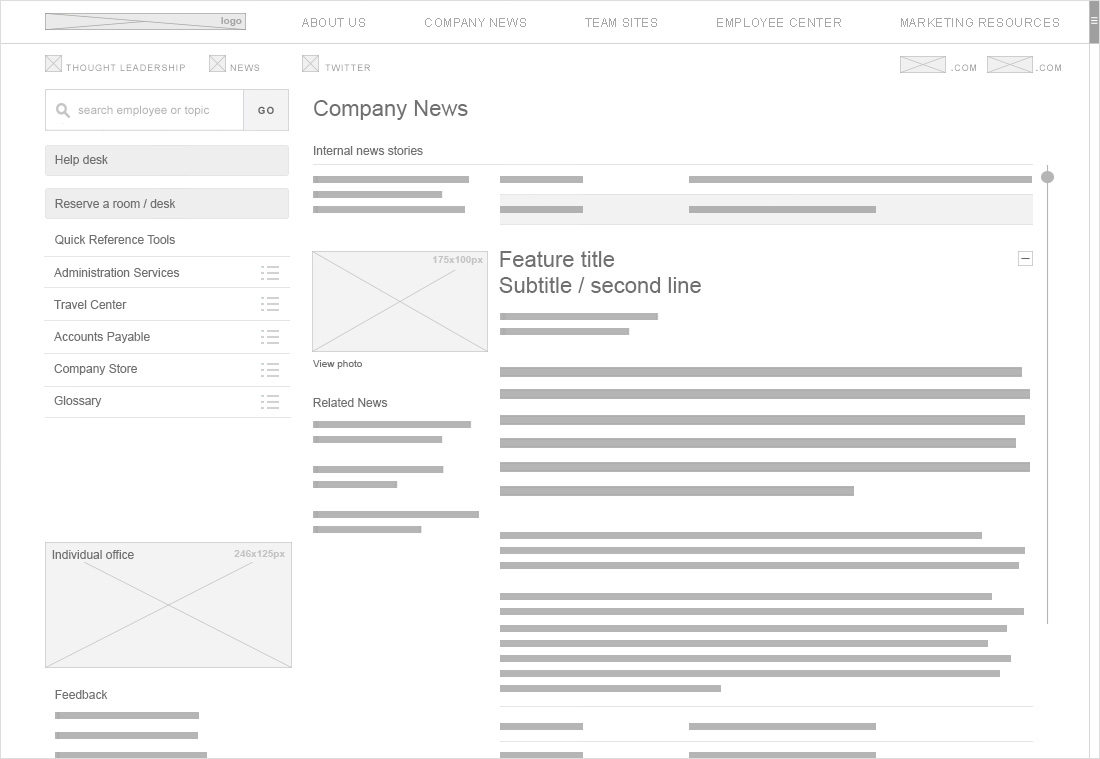 logo
ABOUT US
COMPANY NEWS
TEAM SITES
EMPLOYEE CENTER
MARKETING RESOURCES
THOUGHT LEADERSHIP
NEWS
TWITTER
.COM
.COM
search employee or topic
GO
Help desk
Reserve a room / desk
Quick Reference Tools
Administration Services
Travel Center
Accounts Payable
Company Store
Glossary
Individual office
246x125px
Feedback
Company News
Internal news stories
175x100px
View photo
Related News
Feature title
Subtitle / second line